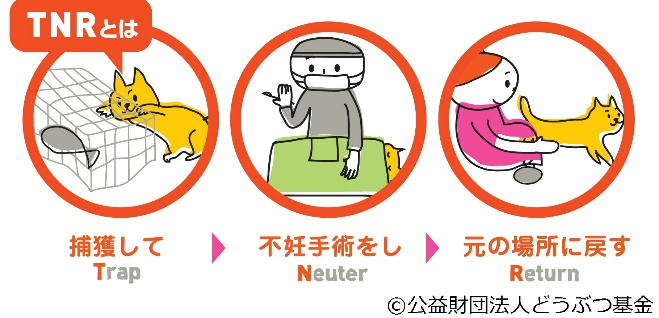 TNRとは
捕獲して
Trap
不妊手術をし
Neuter
元の場所に戻す
Return
©公益財団法人どうぶつ基金